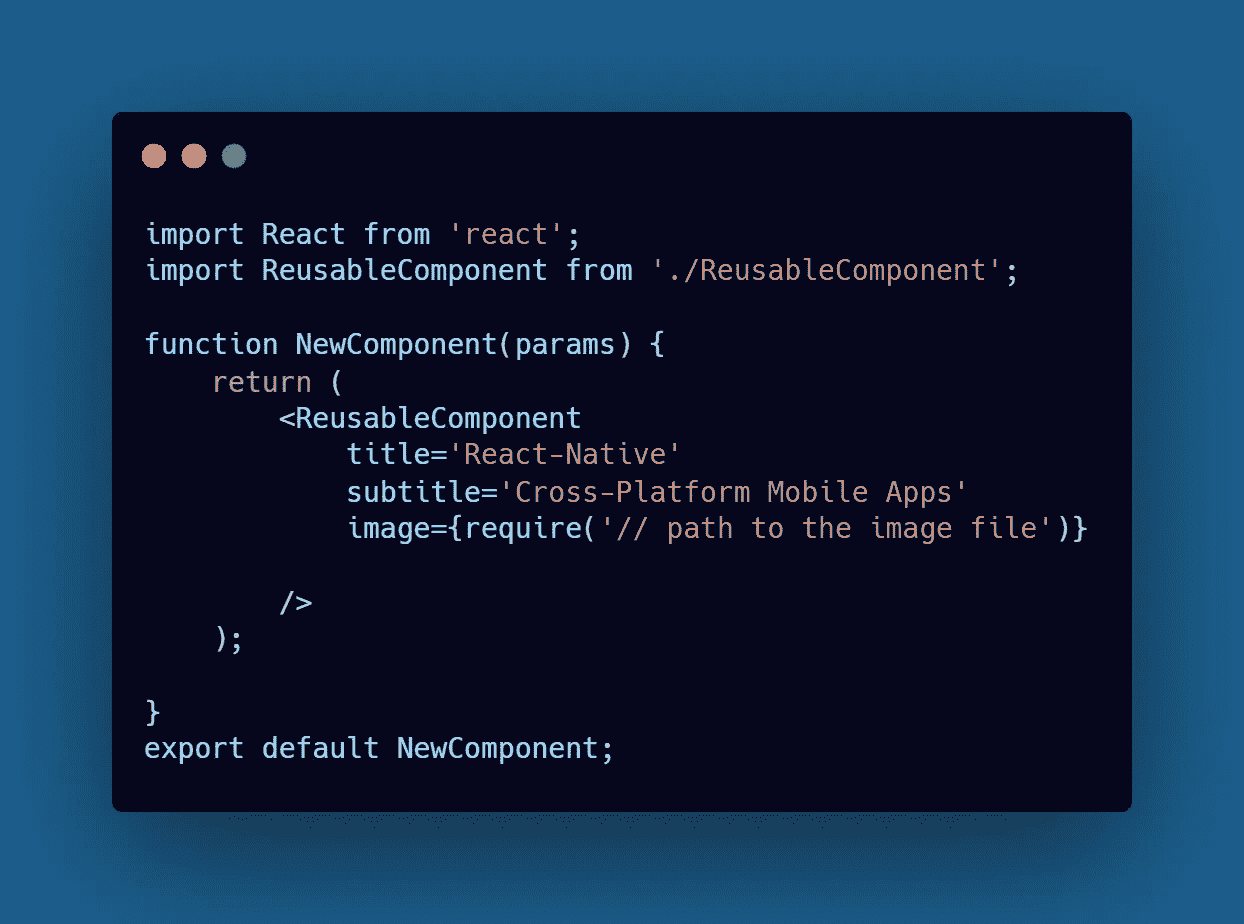 import React from 'react';
import ReusableComponent from './ReusableComponent';
function NewComponent(params) {
return (
<ReusableComponent
title='React-Native'
subtitle='Cross-Platform Mobile Apps'
image={require('// path to the image file')}
/>
);
}
export default NewComponent;